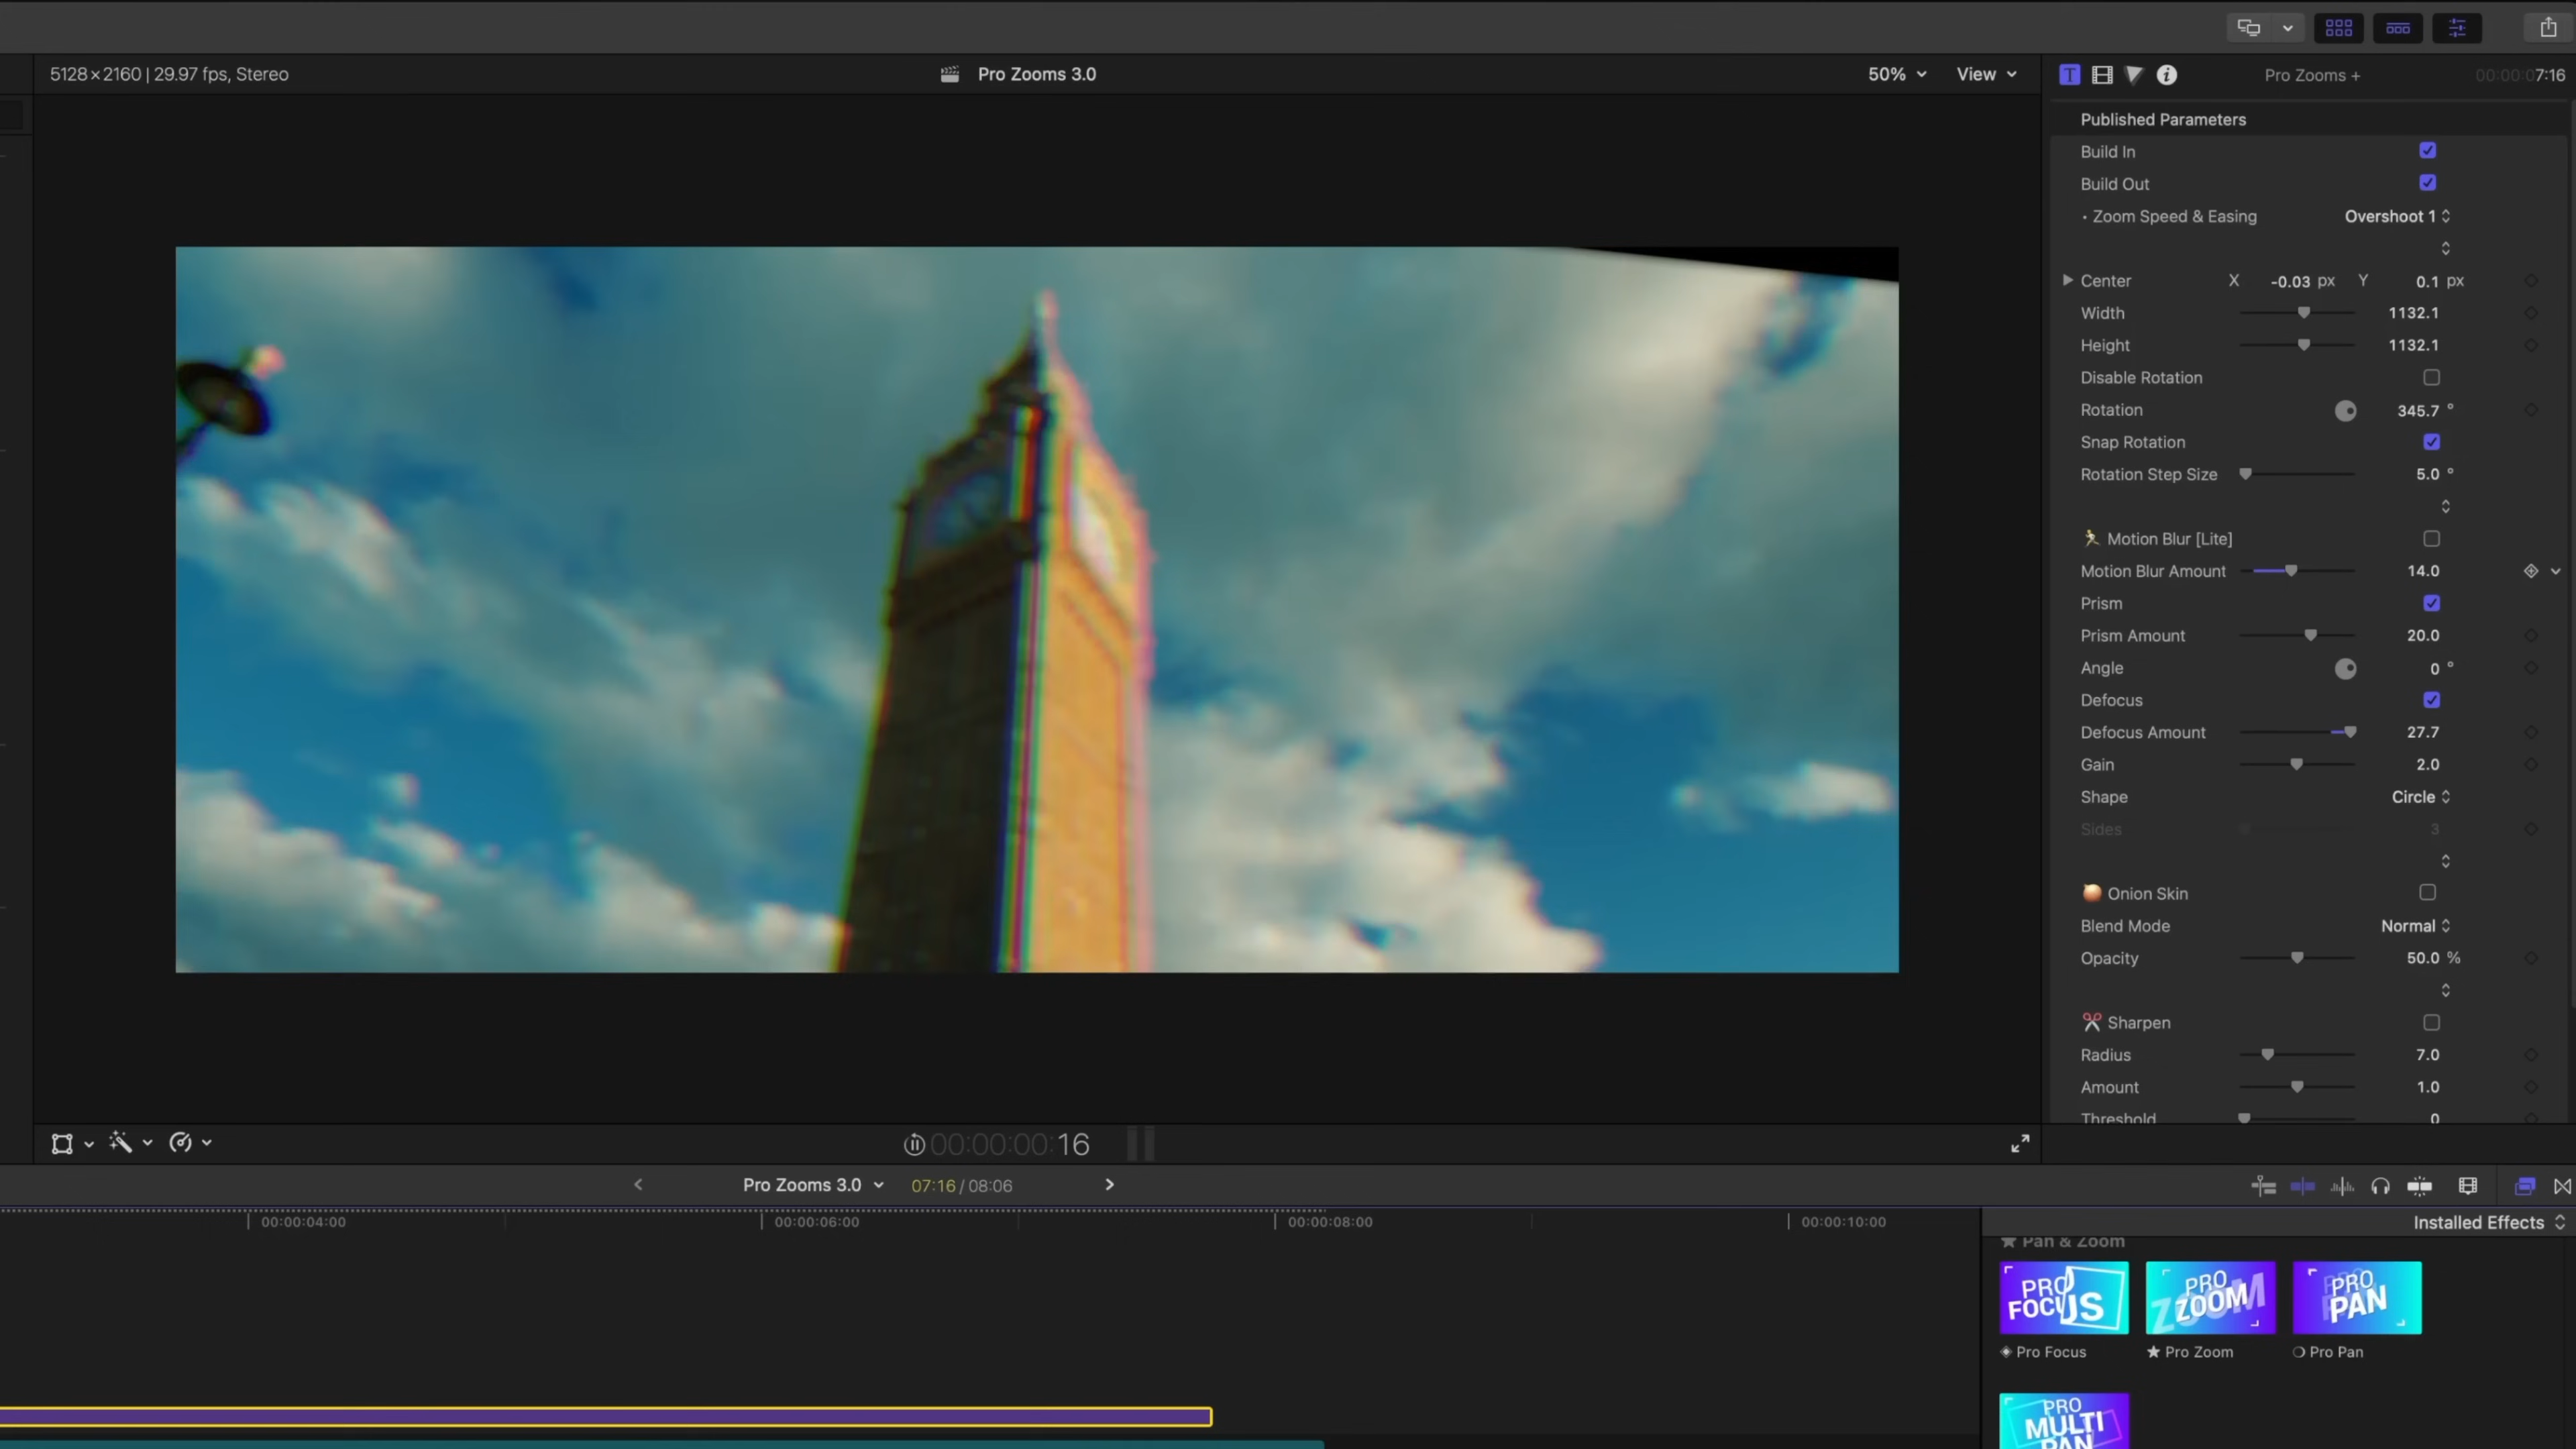 5128×2160 | 29.97 fps, Stereo
Pro Zooms 3.0
50%
View
T
Pro Zooms +
00:00:07:16
Published Parameters
Build In
Build Out
• Zoom Speed & Easing Overshoot 1
Center X -0.03 px Y 0.1 px
Width 1132.1
Height 1132.1
Disable Rotation
Rotation 345.7 °
Snap Rotation
Rotation Step Size 5.0 °
Motion Blur [Lite]
Motion Blur Amount 14.0
Prism
Prism Amount 20.0
Angle 0 °
Defocus
Defocus Amount 27.7
Gain 2.0
Shape Circle
Sides 3
Onion Skin
Blend Mode Normal
Opacity 50.0 %
Sharpen
Radius 7.0
Amount 1.0
Threshold 0
00:00:00:16
Pro Zooms 3.0 07:16 / 08:06
00:00:04:00 00:00:06:00 00:00:08:00 00:00:10:00
Installed Effects
Pan & Zoom
PRO FOCUS
PRO ZOOM
PRO PAN
Pro Focus
Pro Zoom
Pro Pan
PRO
MULTI
PAN